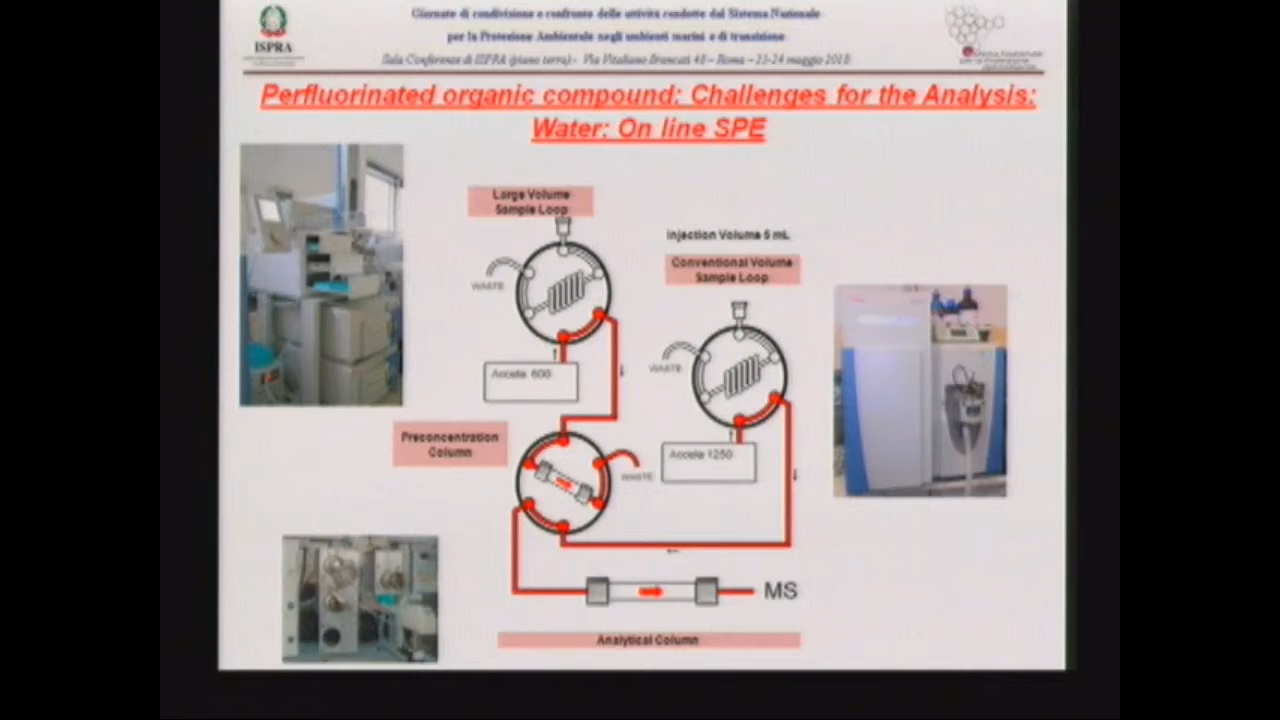 Giornate di condivisione e confronto delle attività condotte dal Sistema Nazionale
per la Protezione Ambientale negli ambienti marini e di transizione
Sala Conferenze di ISPRA (piano terra) - Via Vitaliano Brancati 48 – Roma – 23-24 maggio 2018
ISPRA
Perfluorinated organic compound: Challenges for the Analysis:
Water: On line SPE
Large Volume
Sample Loop
Injection Volume 5 mL
Conventional Volume
Sample Loop
WASTE
WASTE
Accela 600
Preconcentration
Column
Accela 1250
WASTE
MS
Analytical Column